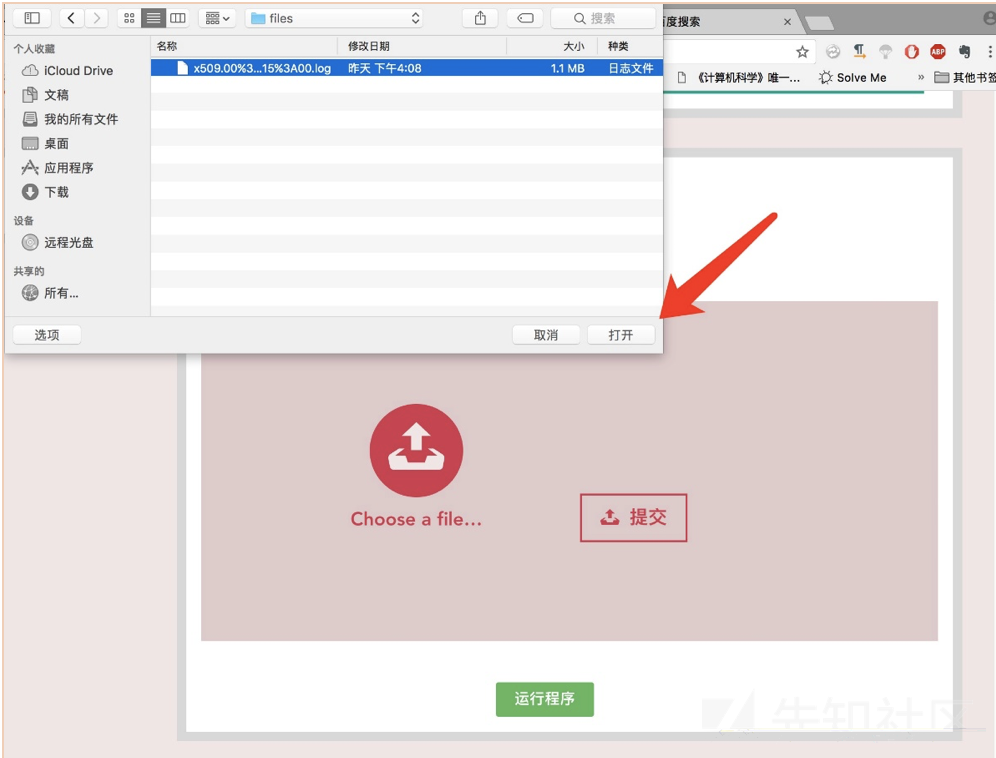 files
搜索
个人收藏
iCloud Drive
文稿
我的所有文件
桌面
应用程序
下载
设备
远程光盘
共享的
所有...
名称 修改日期 大小 种类
x509.00%3...15%3A00.log 昨天 下午4:08 1.1 MB 日志文件
选项 取消 打开
度搜索
ABP
《计算机科学》唯一... Solve Me » 其他书签
Choose a file...
提交
运行程序
先知社区